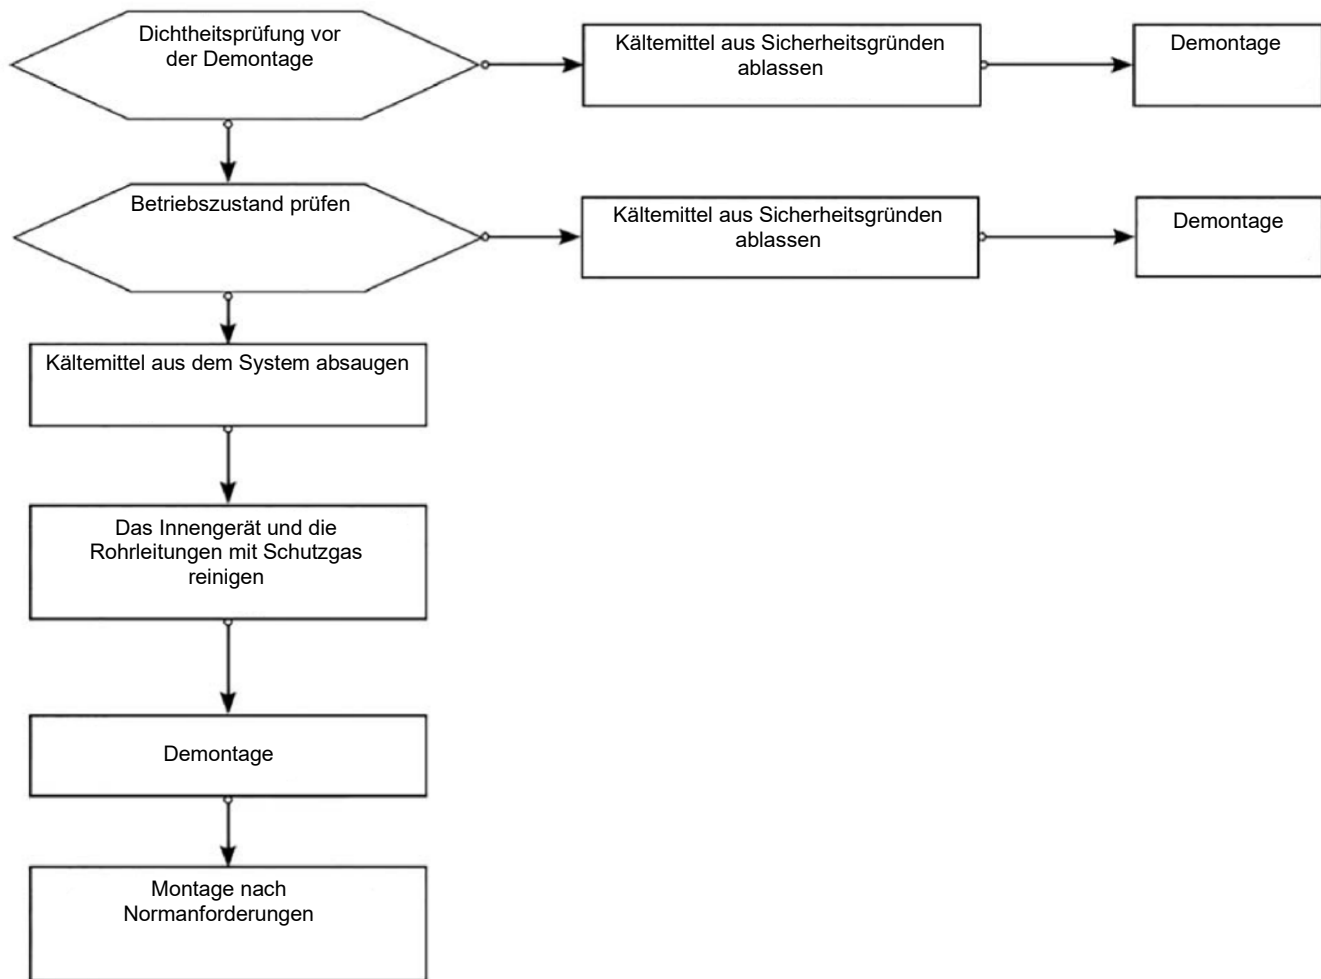 Dichtheitsprüfung vor
der Demontage
Kältemittel aus Sicherheitsgründen
ablassen
Demontage
Betriebszustand prüfen
Kältemittel aus Sicherheitsgründen
ablassen
Demontage
Kältemittel aus dem System absaugen
Das Innengerät und die
Rohrleitungen mit Schutzgas
reinigen
Demontage
Montage nach
Normanforderungen